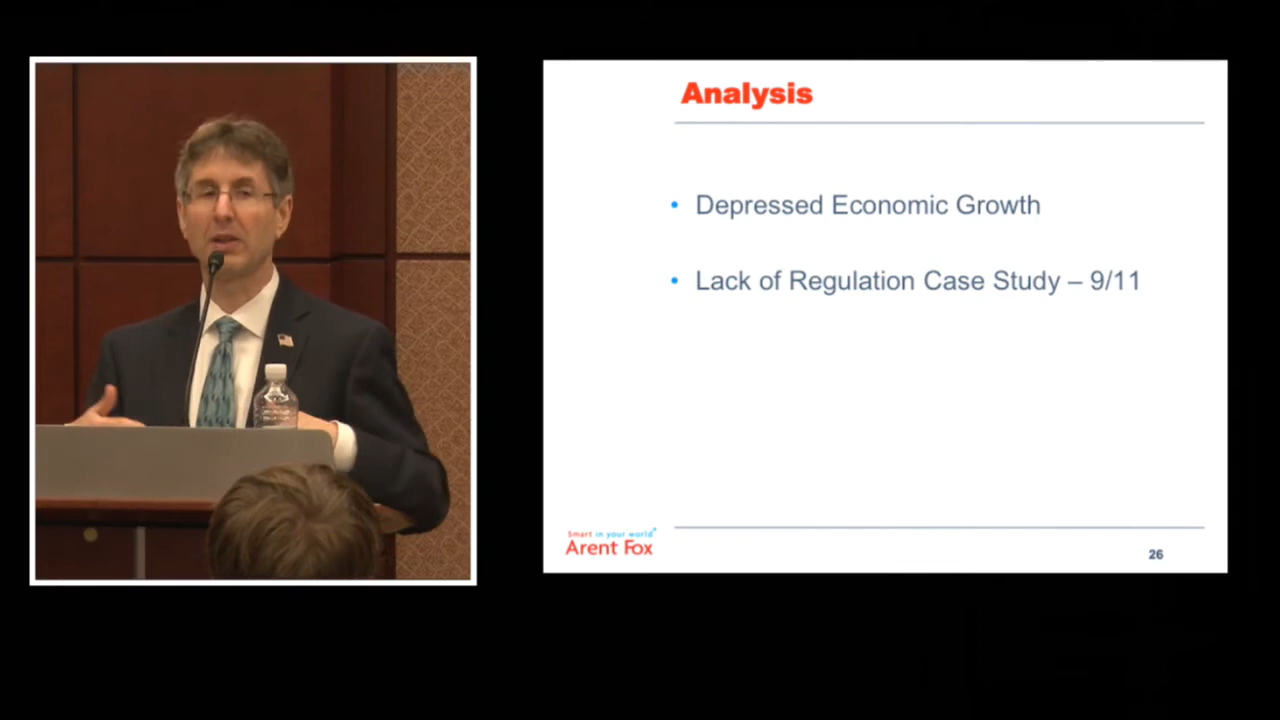 Analysis
• Depressed Economic Growth
• Lack of Regulation Case Study – 9/11
Smart in your world
Arent Fox
26